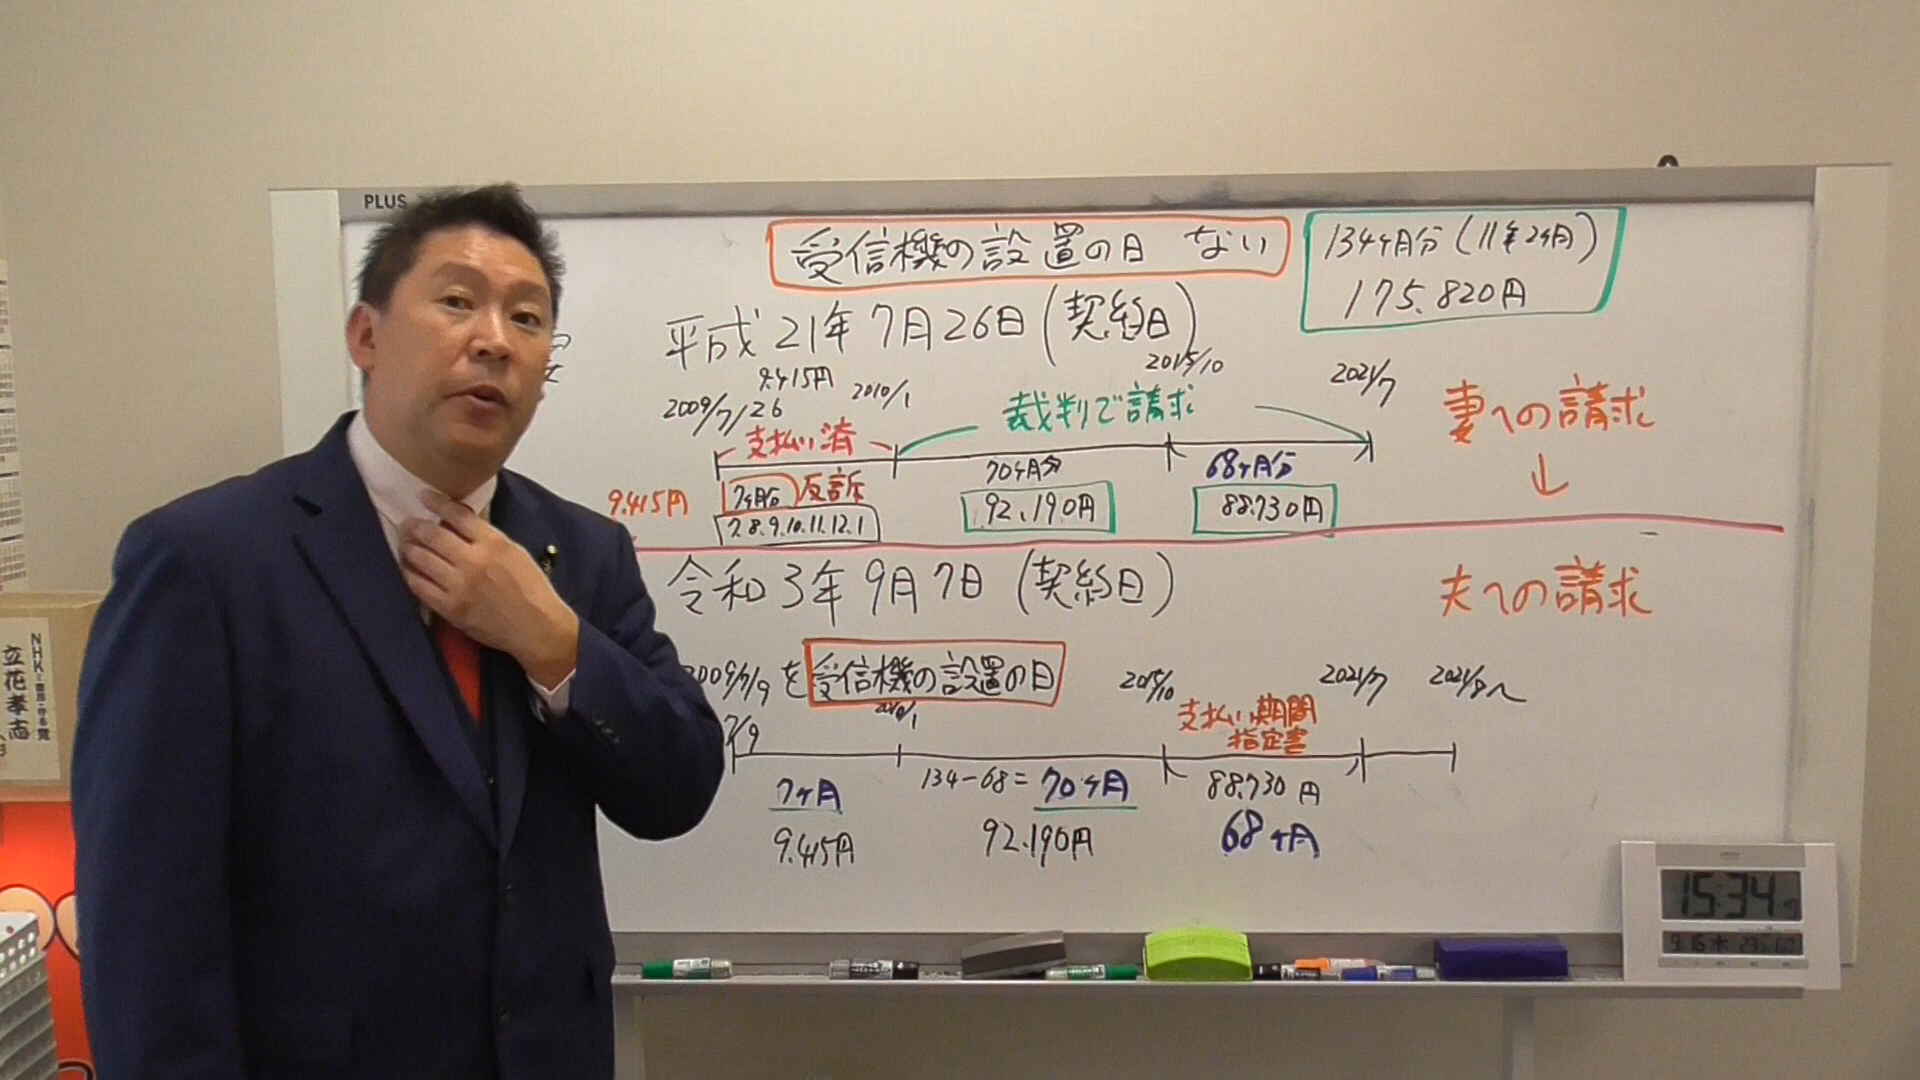 PLUS
受信機の設置の日 ない
134ヶ月分(11年2ヶ月)
175.820円
平成21年7月26日(契約日)
9.415円
2010/1
2015/10
2021/7
2009/7/26
支払い済
裁判で請求
妻への請求
70ヶ月分
68ヶ月分
9.415円
7ヶ月分
反訴
92.190円
88.730円
7.8.9.10.11.12.1
令和3年9月7日(契約日)
夫への請求
2009/7/9を受信機の設置の日
2015/10
2021/7
2021/8〜
2010/1
支払い期間
指定書
7/9
7ヶ月
134-68=70ヶ月
88.730円
9.415円
92.190円
68ヶ月
NHK
立花孝志
15:34